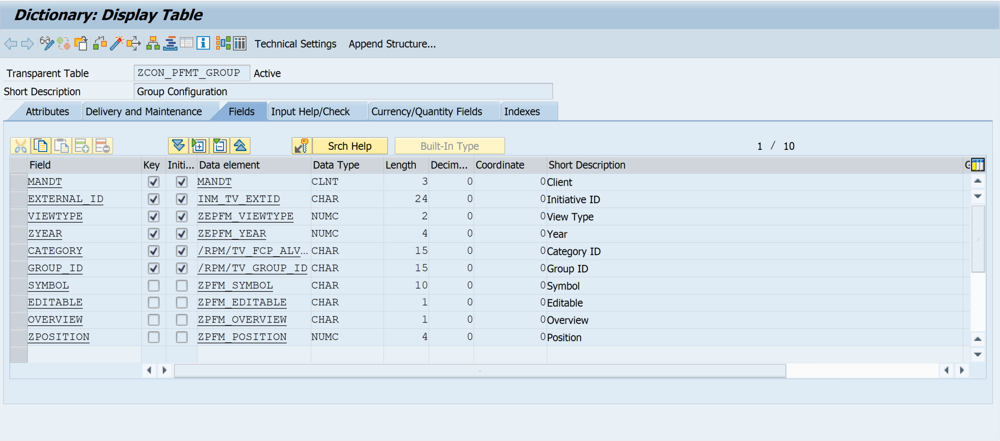 Dictionary: Display Table
Technical Settings Append Structure...
Transparent Table ZCON_PFMT_GROUP Active
Short Description Group Configuration
Attributes Delivery and Maintenance Fields Input Help/Check Currency/Quantity Fields Indexes
Srch Help Built-In Type 1 / 10
Field Key Initi... Data element Data Type Length Decim... Coordinate Short Description G
MANDT MANDT CLNT 3 0 0 Client
EXTERNAL_ID INM_TV_EXTID CHAR 24 0 0 Initiative ID
VIEWTYPE ZEPFM_VIEWTYPE NUMC 2 0 0 View Type
ZYEAR ZEPFM_YEAR NUMC 4 0 0 Year
CATEGORY /RPM/TV_FCP_ALV... CHAR 15 0 0 Category ID
GROUP_ID /RPM/TV_GROUP_ID CHAR 15 0 0 Group ID
SYMBOL ZPFM_SYMBOL CHAR 10 0 0 Symbol
EDITABLE ZPFM_EDITABLE CHAR 1 0 0 Editable
OVERVIEW ZPFM_OVERVIEW CHAR 1 0 0 Overview
ZPOSITION ZPFM_POSITION NUMC 4 0 0 Position